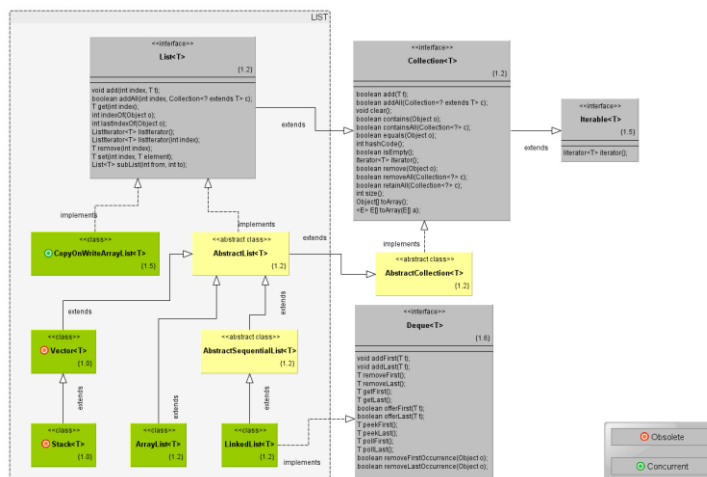 LIST
<<interface>>
List<T>
{1.2}
void add(int index, T t);
boolean addAll(int index, Collection<? extends T> c);
T get(int index);
int indexOf(Object o);
int lastIndexOf(Object o);
ListIterator<T> listIterator();
ListIterator<T> listIterator(int index);
T remove(int index);
T set(int index, T element);
List<T> subList(int from, int to);
extends
<<interface>>
Collection<T>
{1.2}
boolean add(T t);
boolean addAll(Collection<? extends T> c);
void clear();
boolean contains(Object o);
boolean containsAll(Collection<?> c);
boolean equals(Object o);
int hashCode();
boolean isEmpty();
Iterator<T> iterator();
boolean remove(Object o);
boolean removeAll(Collection<?> c);
boolean retainAll(Collection<?> c);
int size();
Object[] toArray();
<E> E[] toArray(E[] a);
extends
<<interface>>
Iterable<T>
{1.5}
Iterator<T> iterator();
implements
implements
implements
<<class>>
CopyOnWriteArrayList<T>
{1.5}
<<abstract class>>
AbstractList<T>
{1.2}
extends
<<abstract class>>
AbstractCollection<T>
{1.2}
extends
extends
<<class>>
Vector<T>
{1.0}
<<abstract class>>
AbstractSequentialList<T>
{1.2}
extends
extends
extends
<<class>>
Stack<T>
{1.0}
<<class>>
ArrayList<T>
{1.2}
<<class>>
LinkedList<T>
{1.2}
implements
<<interface>>
Deque<T>
{1.6}
void addFirst(T t);
void addLast(T t);
T removeFirst();
T removeLast();
T getFirst();
T getLast();
boolean offerFirst(T t);
boolean offerLast(T t);
T peekFirst();
T peekLast();
T pollFirst();
T pollLast();
boolean removeFirstOccurrence(Object o);
boolean removeLastOccurrence(Object o);
Obsolete
Concurrent